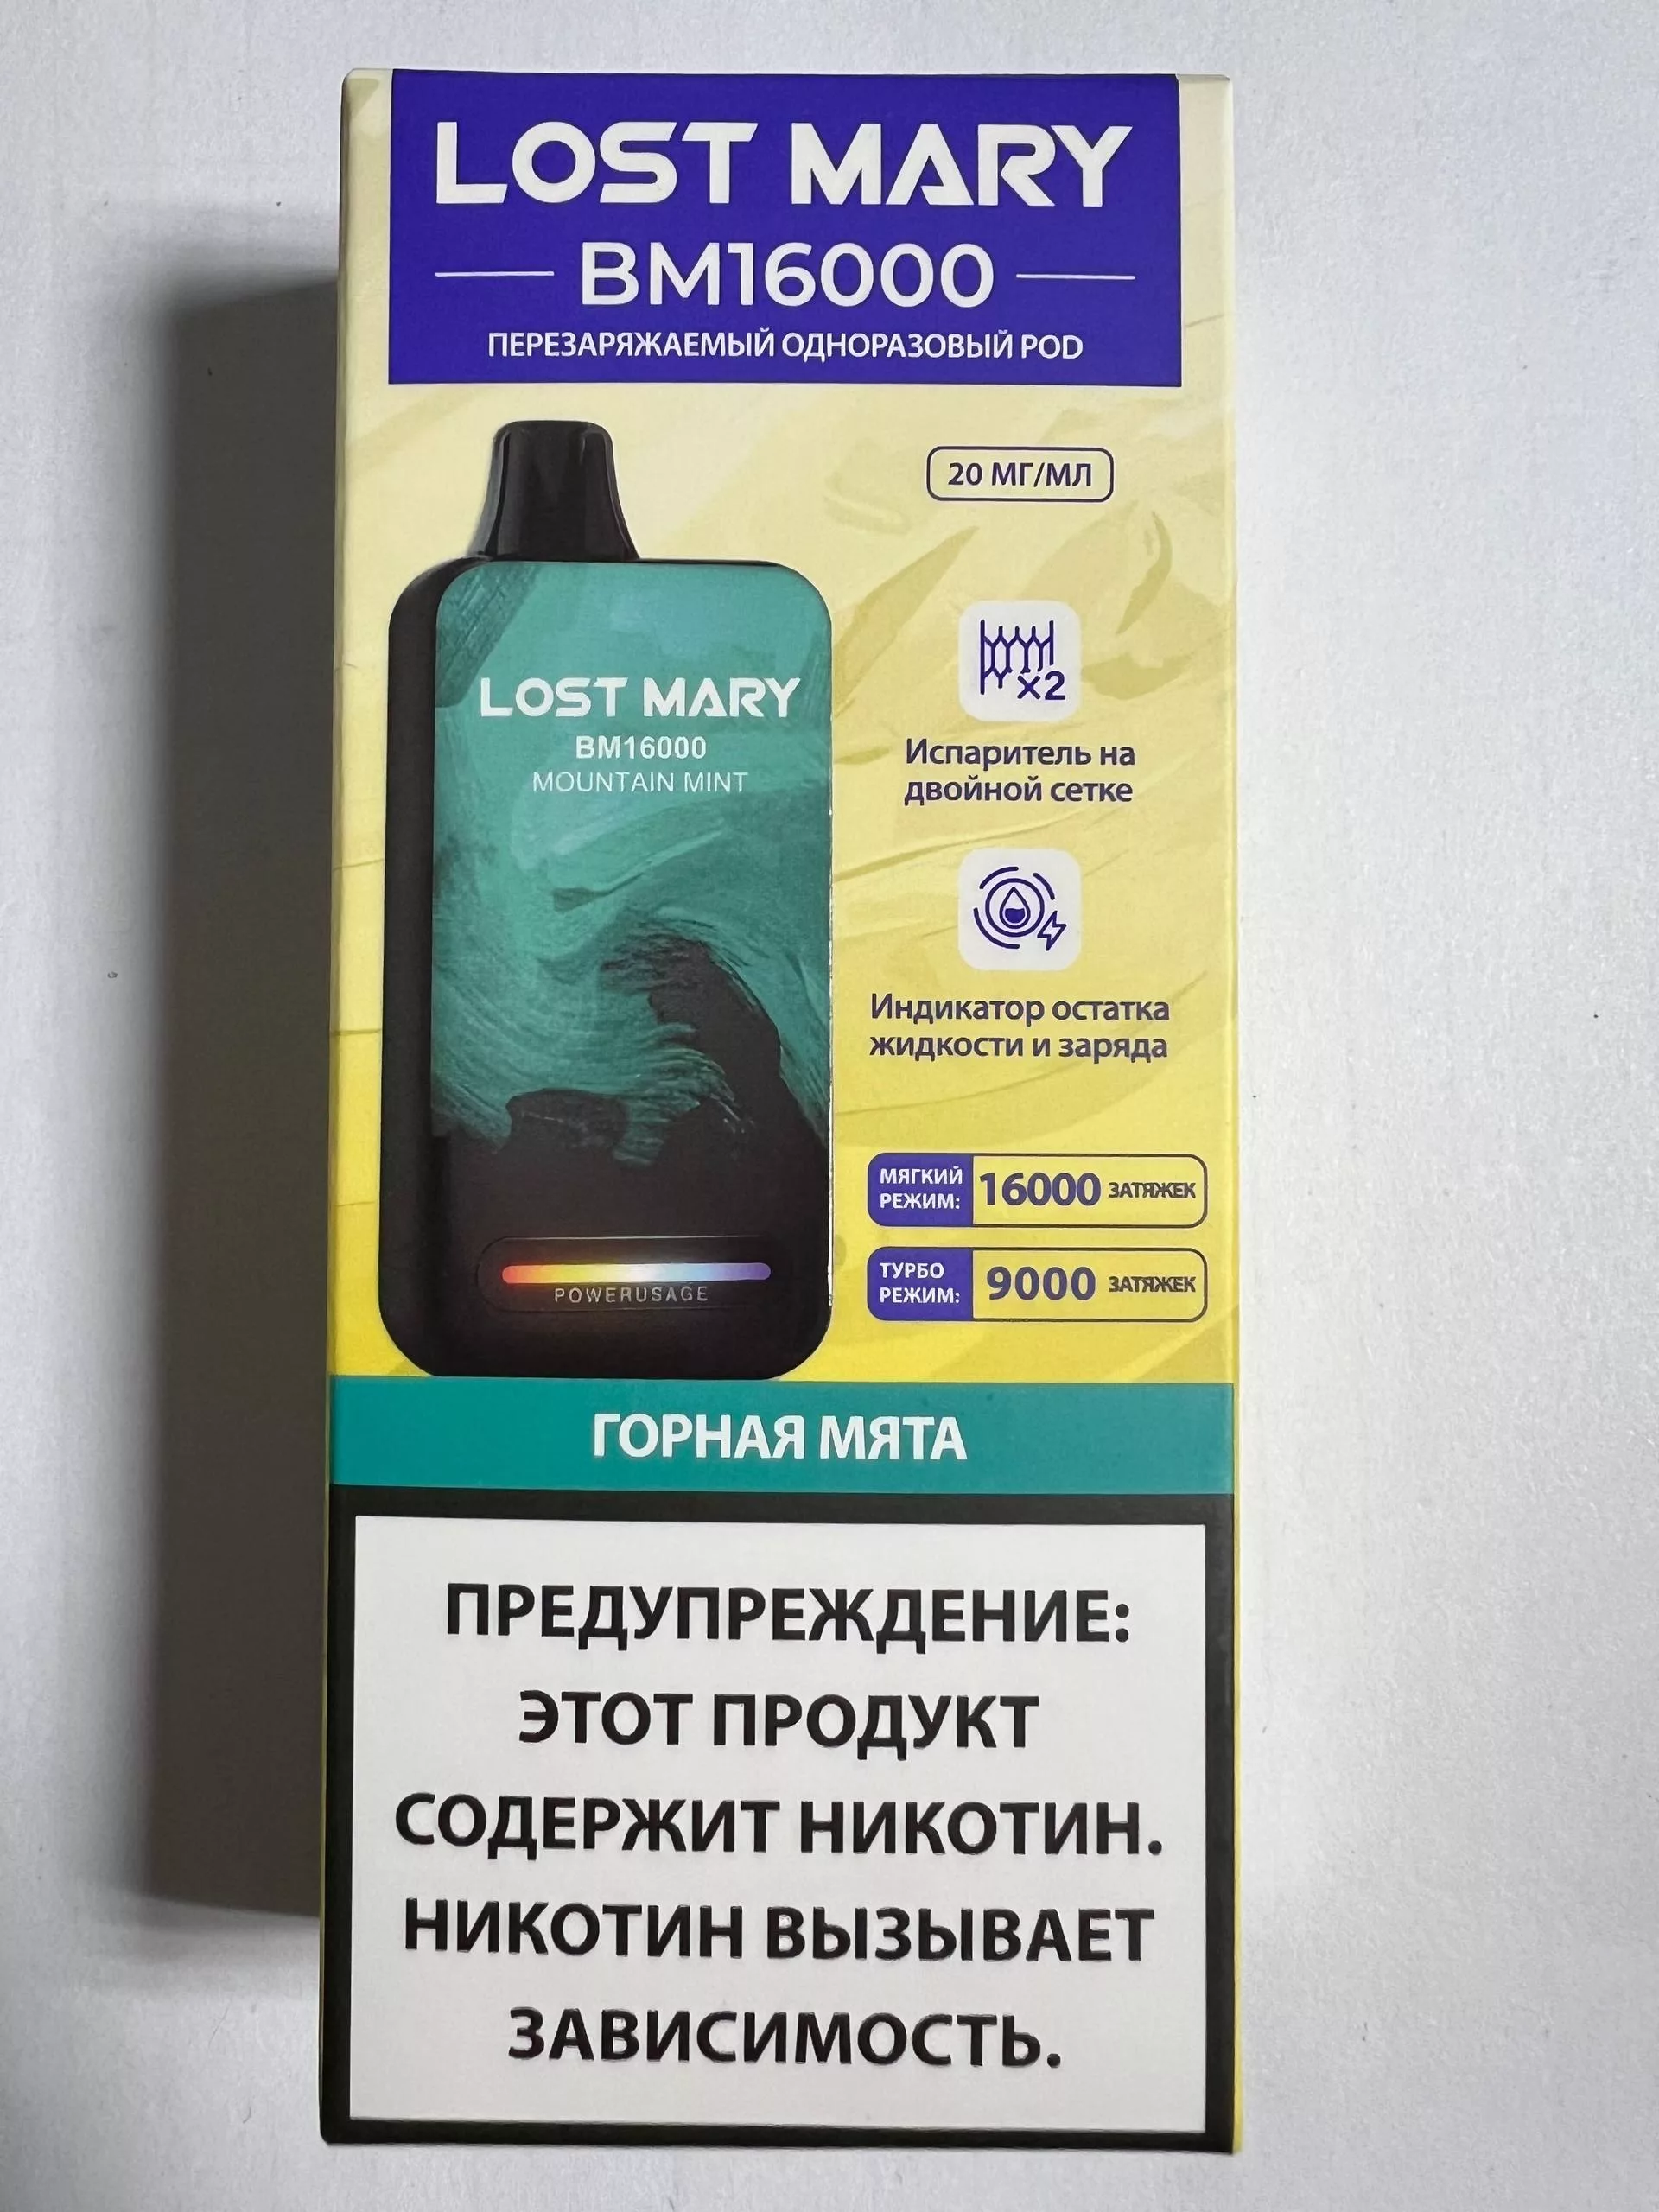 LOST MARY
BM16000
ПЕРЕЗАРЯЖАЕМЫЙ ОДНОРАЗОВЫЙ POD
20 МГ/МЛ
LOST MARY
BM16000
MOUNTAIN MINT
x2
Испаритель на
двойной сетке
Индикатор остатка
жидкости и заряда
МЯГКИЙ
РЕЖИМ: 16000 ЗАТЯЖЕК
ТУРБО
РЕЖИМ: 9000 ЗАТЯЖЕК
POWERUSAGE
ГОРНАЯ МЯТА
ПРЕДУПРЕЖДЕНИЕ:
ЭТОТ ПРОДУКТ
СОДЕРЖИТ НИКОТИН.
НИКОТИН ВЫЗЫВАЕТ
ЗАВИСИМОСТЬ.